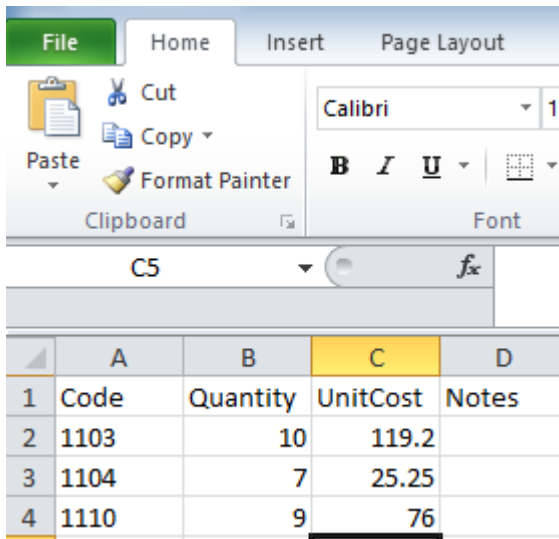 File Home Insert Page Layout
Cut
Calibri
Copy
Paste
B I U
Format Painter
Clipboard Font
C5 fx
A B C D
1 Code Quantity UnitCost Notes
2 1103 10 119.2
3 1104 7 25.25
4 1110 9 76